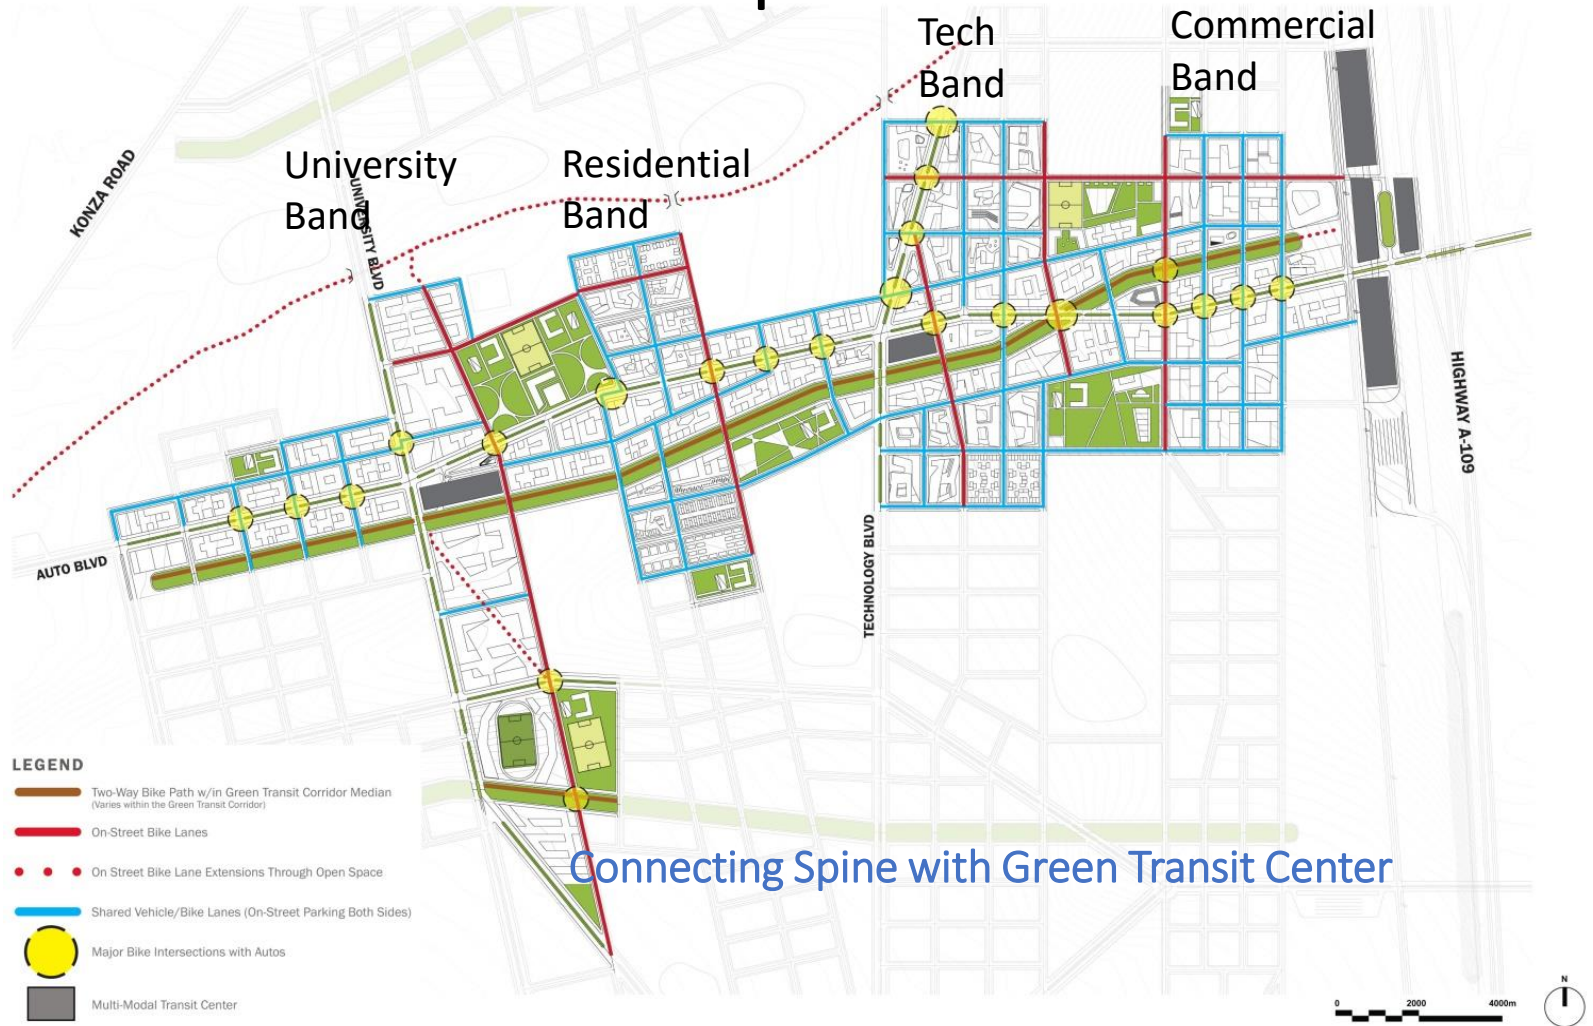 Tech
Band
Commercial
Band
University
Band
Residential
Band
KONZA ROAD
UNIVERSITY BLVD
AUTO BLVD
TECHNOLOGY BLVD
HIGHWAY A-109
LEGEND
Two-Way Bike Path w/in Green Transit Corridor Median
(Varies within the Green Transit Corridor)
On-Street Bike Lanes
On Street Bike Lane Extensions Through Open Space
Shared Vehicle/Bike Lanes (On-Street Parking Both Sides)
Major Bike Intersections with Autos
Multi-Modal Transit Center
Connecting Spine with Green Transit Center
0 2000 4000m
N